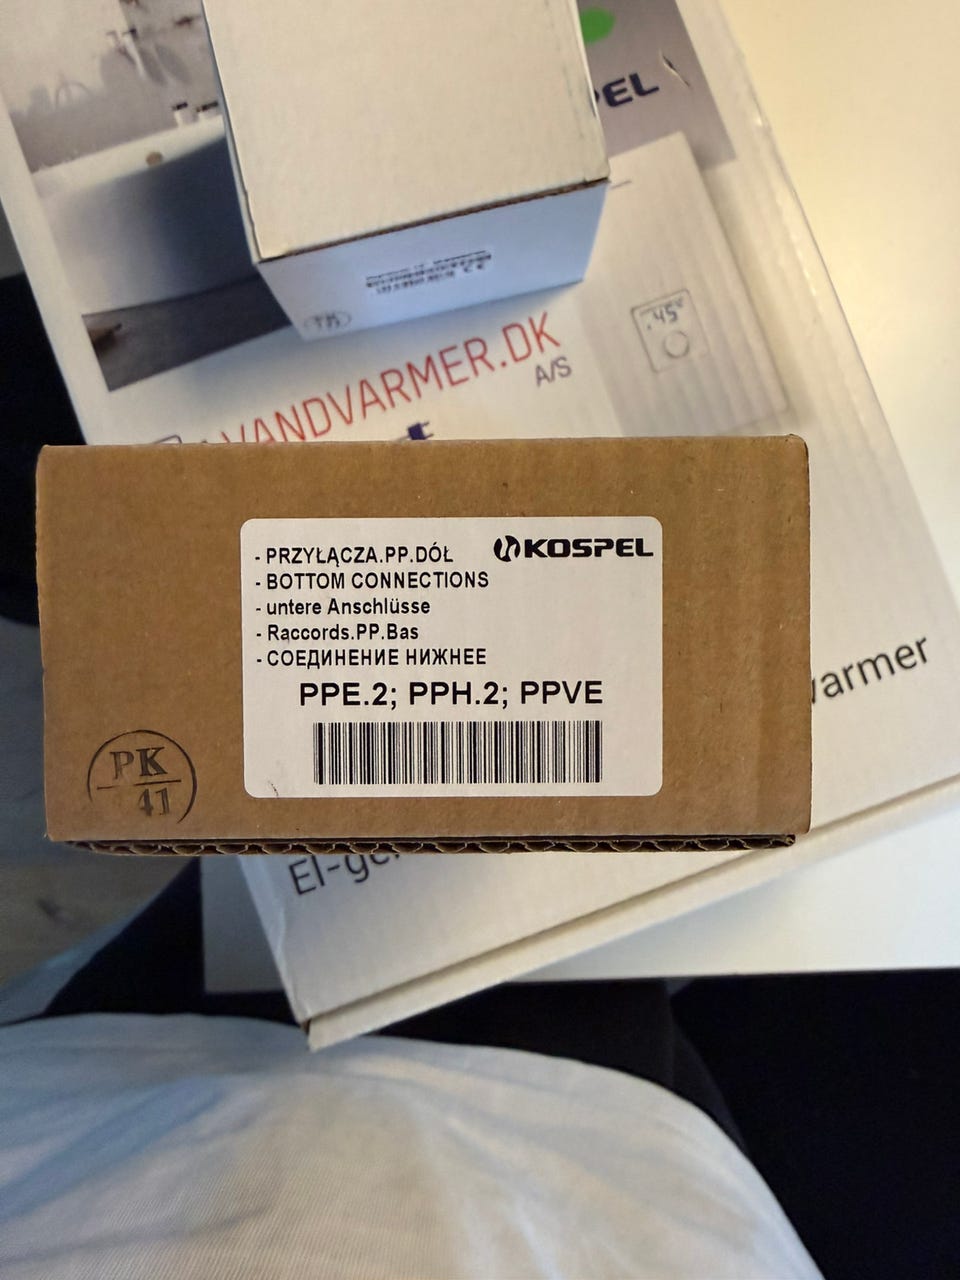 PEL
.45°
VANDVARMER.DK
A/S
KOSPEL
- PRZYŁĄCZA.PP.DÓŁ
- BOTTOM CONNECTIONS
- untere Anschlüsse
- Raccords.PP.Bas
- СОЕДИНЕНИЕ НИЖНЕЕ
PPE.2; PPH.2; PPVE
PK
41
varmer
El-ge